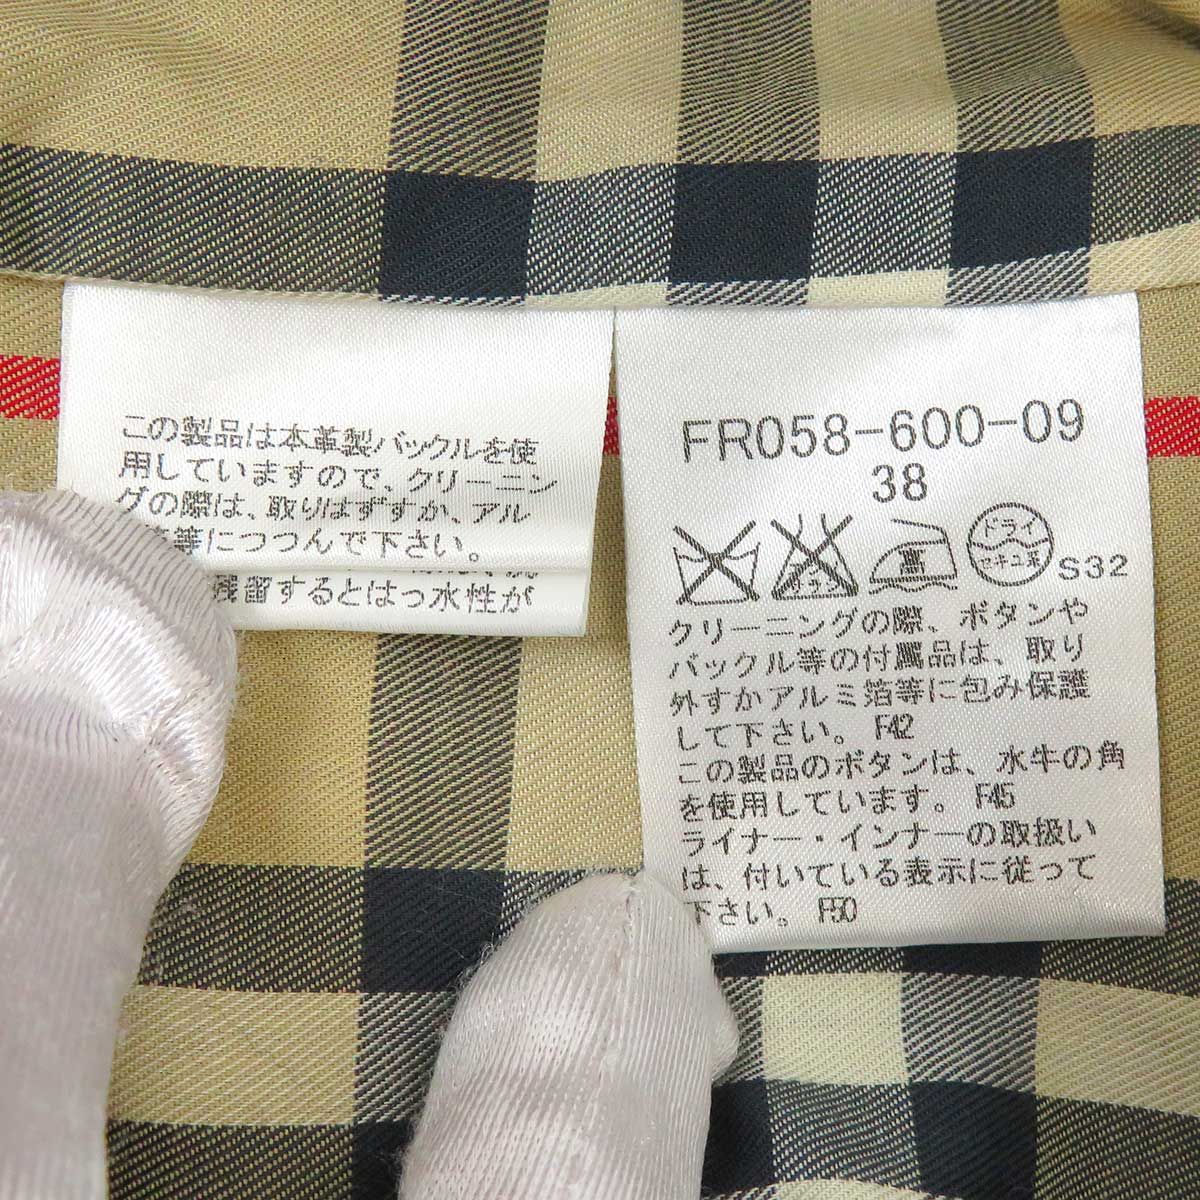 この製品は本革製バックルを使
用していますので、クリーニン
グの際は、取りはずすか、アル
等等につつんで下さい。
残留するとはっ水性が
FR058-600-09
38
エンソサラシ
高
ドライ
セキユ系
S32
クリーニングの際、ボタンや
バックル等の付属品は、取り
外すかアルミ箔等に包み保護
して下さい。 F42
この製品のボタンは、水牛の角
を使用しています。 F45
ライナー・インナーの取扱い
は、付いている表示に従って
下さい。 F50